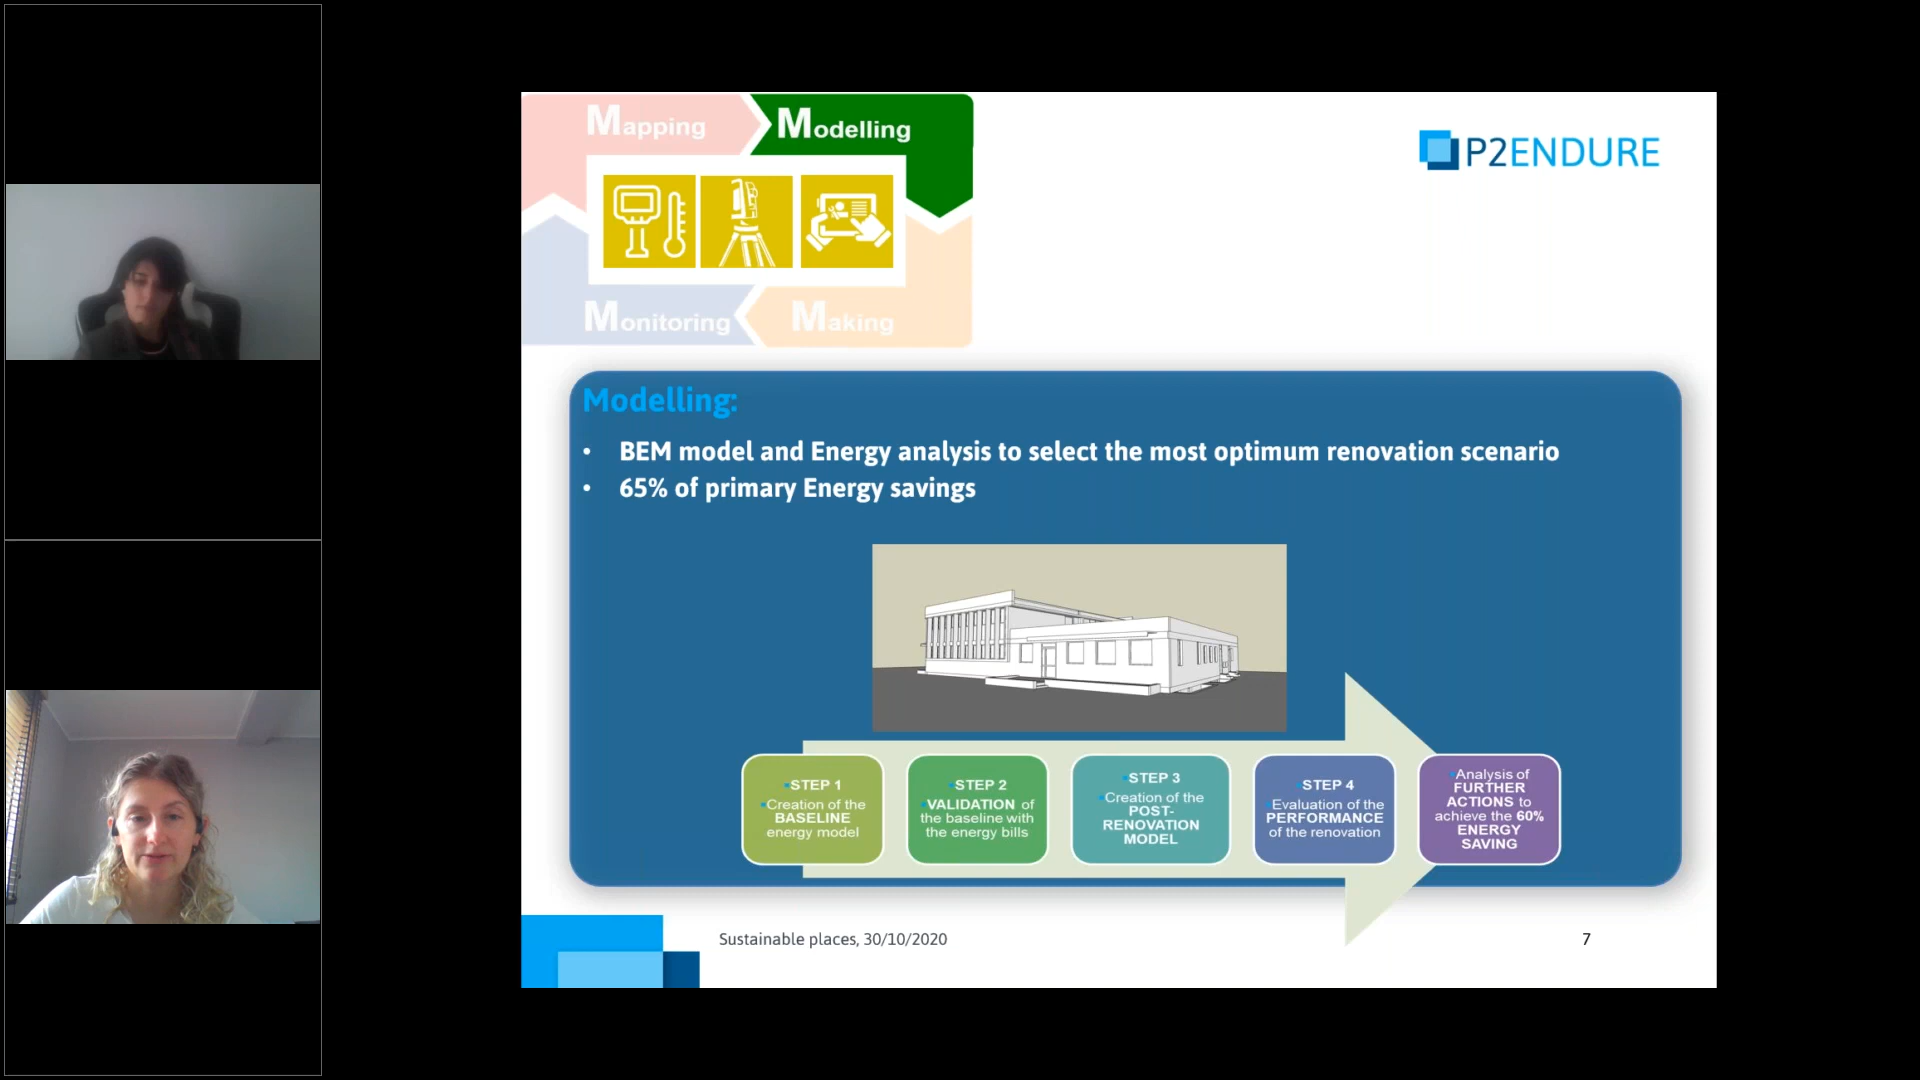 Mapping
Modelling
P2ENDURE
Monitoring
Making
Modelling:
• BEM model and Energy analysis to select the most optimum renovation scenario
• 65% of primary Energy savings
•STEP 1
•Creation of the
BASELINE
energy model
•STEP 2
•VALIDATION of
the baseline with
the energy bills
•STEP 3
•Creation of the
POST-
RENOVATION
MODEL
•STEP 4
•Evaluation of the
PERFORMANCE
of the renovation
•Analysis of
FURTHER
ACTIONS to
achieve the 60%
ENERGY
SAVING
Sustainable places, 30/10/2020
7